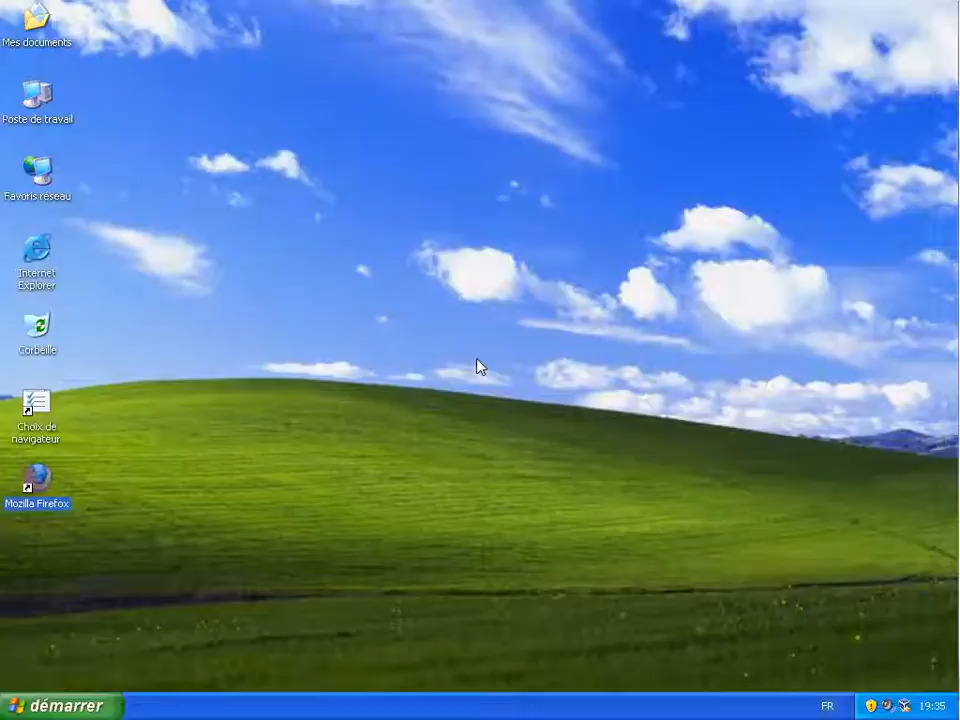 Mes documents
Poste de travail
Favoris réseau
Internet
Explorer
Corbeille
Choix de
navigateur
Mozilla Firefox
démarrer
FR
19:35